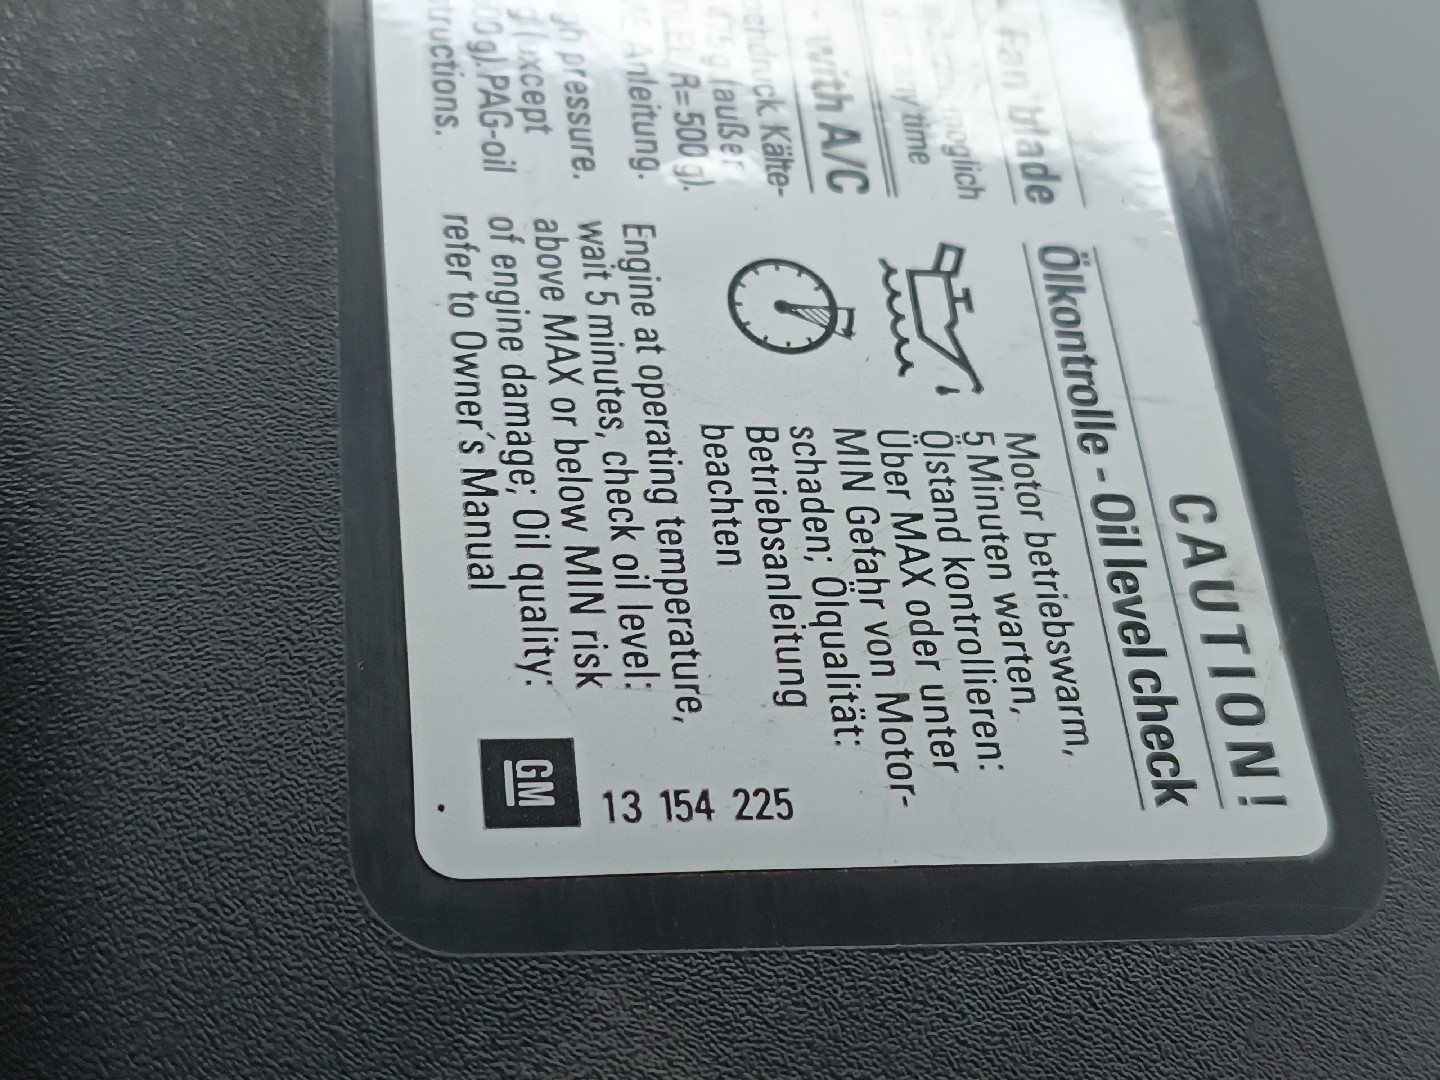 CAUTION!
Fan blade
möglich
any time
with A/C
Kälte-
(außer
R=500 g).
Anleitung.
pressure.
except
PAG-oil
Ölkontrolle - Oil level check
Motor betriebswarm,
5 Minuten warten,
Ölstand kontrollieren:
Über MAX oder unter
MIN Gefahr von Motor-
schaden; Ölqualität:
Betriebsanleitung
beachten
Engine at operating temperature,
wait 5 minutes, check oil level:
above MAX or below MIN risk
of engine damage; Oil quality:
refer to Owner's Manual
GM
13 154 225